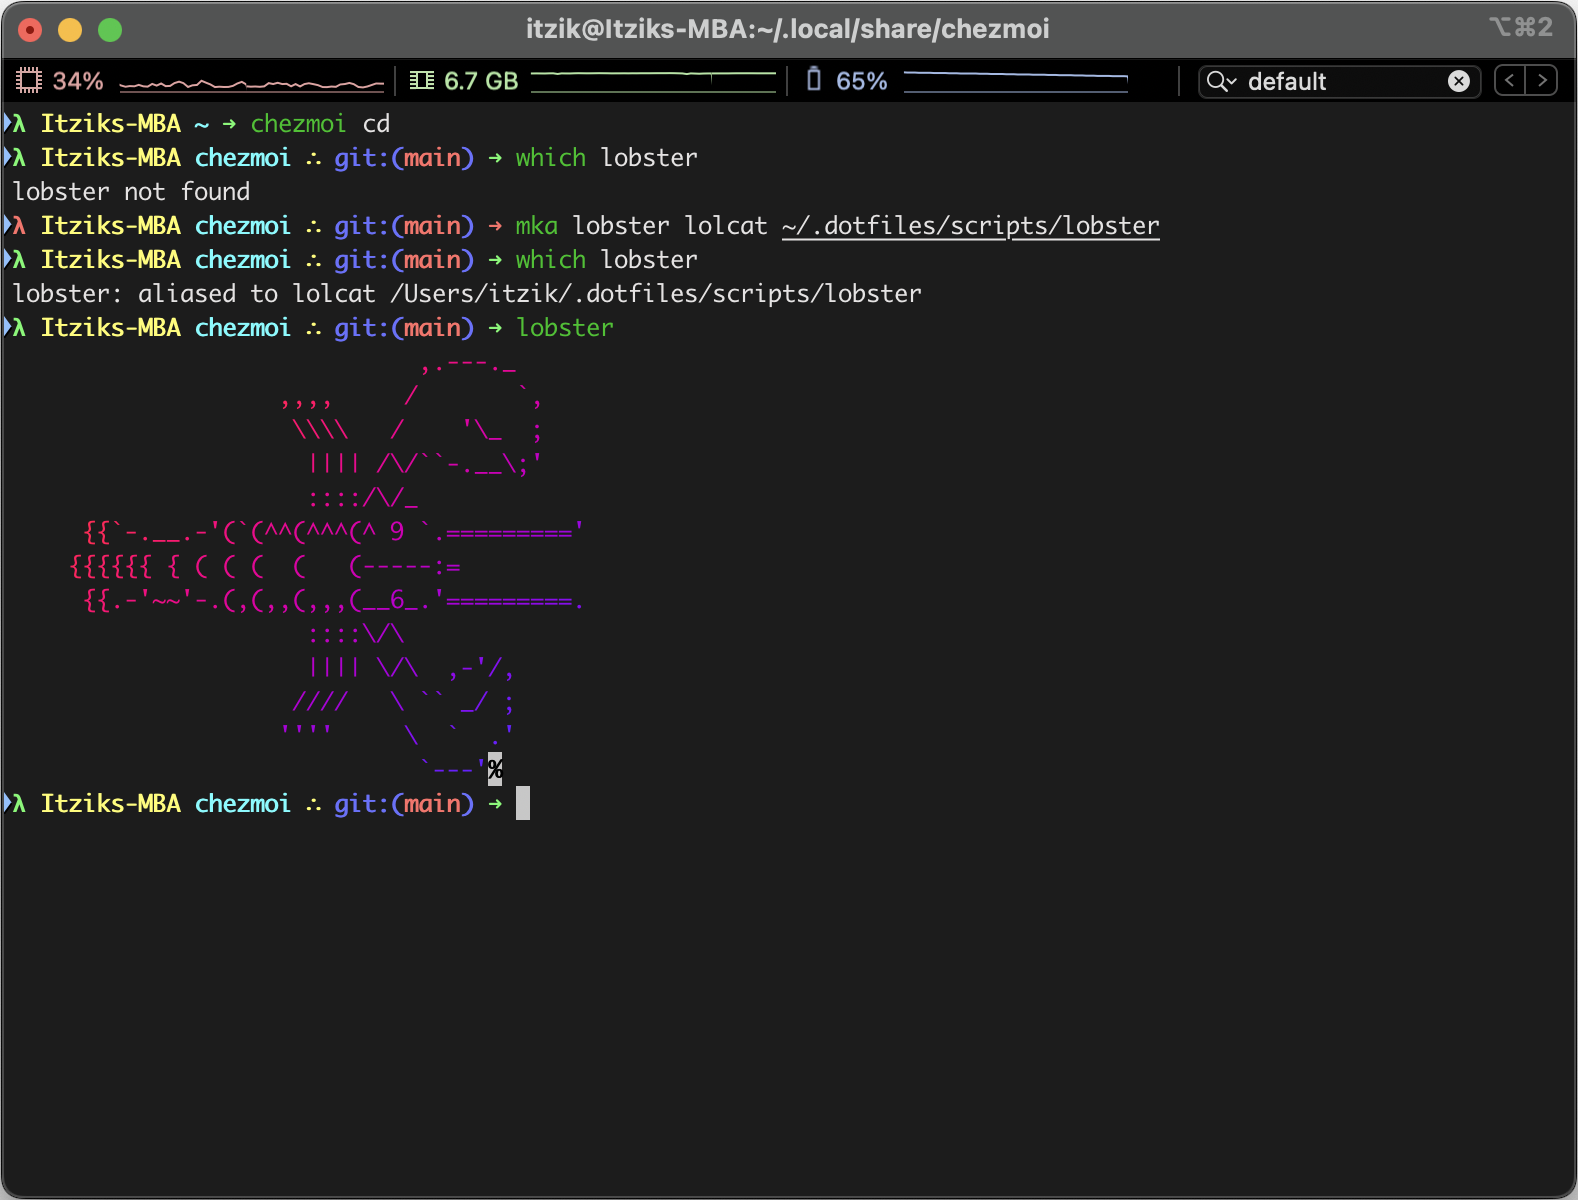 itzik@Itziks-MBA:~/.local/share/chezmoi ⌥⌘2
34% 6.7 GB 65% default
λ Itziks-MBA ~ → chezmoi cd
λ Itziks-MBA chezmoi ∴ git:(main) → which lobster
lobster not found
λ Itziks-MBA chezmoi ∴ git:(main) → mka lobster lolcat ~/.dotfiles/scripts/lobster
λ Itziks-MBA chezmoi ∴ git:(main) → which lobster
lobster: aliased to lolcat /Users/itzik/.dotfiles/scripts/lobster
λ Itziks-MBA chezmoi ∴ git:(main) → lobster
                              ,.---._
                    ,,,,     /       `,
                     \\\\   /    '\_  ;
                      |||| /\/``-.__\;'
                      ::::/\/_
      {{`-.__.-'(`(^^(^^^(^ 9 `.========='
     {{{{{{ { ( ( (  (   (-----:=
      {{.-'~~'-.(,(,,(,,,(__6_.'=========.
                      ::::\/\
                      |||| \/\  ,-'/,
                     ////   \ `` _/ ;
                    ''''     \  `  .'
                              `---'%
λ Itziks-MBA chezmoi ∴ git:(main) →